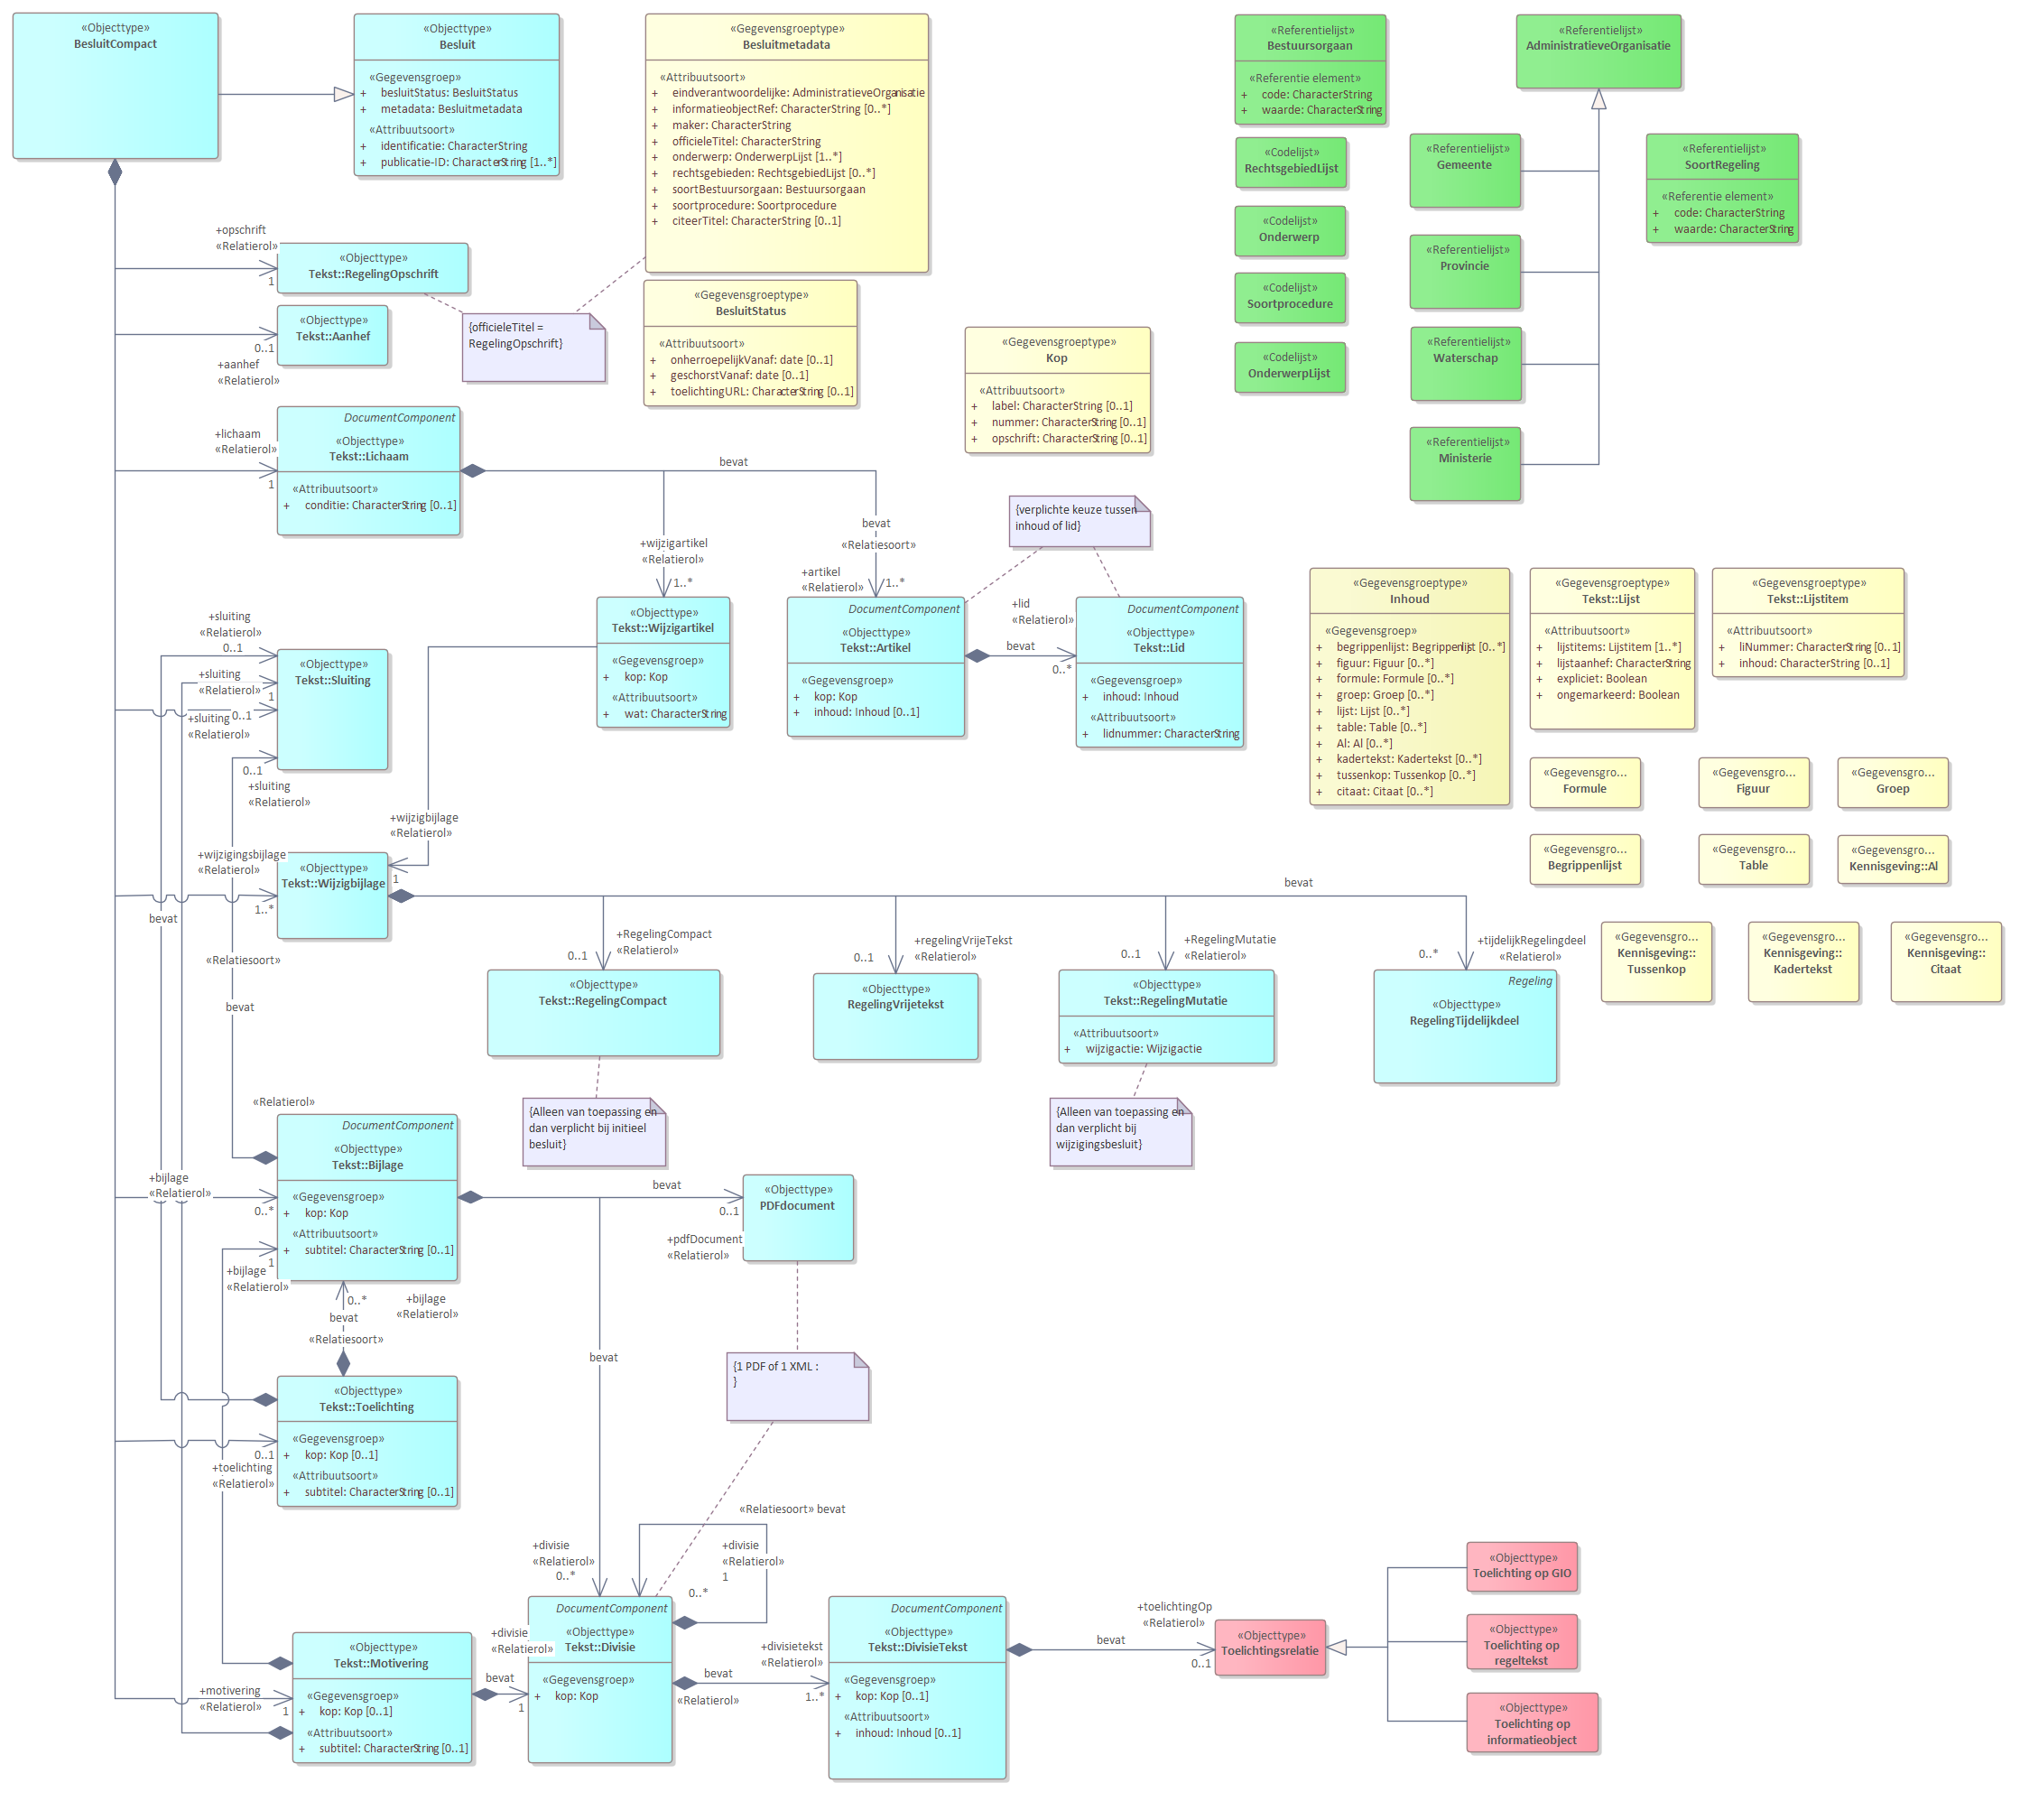 «Objecttype»
BesluitCompact
«Objecttype»
Besluit
«Gegevensgroep»
+ besluitStatus: BesluitStatus
+ metadata: Besluitmetadata
«Attribuutsoort»
+ identificatie: CharacterString
+ publicatie-ID: CharacterString [1..*]
«Gegevensgroeptype»
Besluitmetadata
«Attribuutsoort»
+ eindverantwoordelijke: AdministratieveOrganisatie
+ informatieobjectRef: CharacterString [0..*]
+ maker: CharacterString
+ officieleTitel: CharacterString
+ onderwerp: OnderwerpLijst [1..*]
+ rechtsgebieden: RechtsgebiedLijst [0..*]
+ soortBestuursorgaan: Bestuursorgaan
+ soortprocedure: Soortprocedure
+ citeerTitel: CharacterString [0..1]
«Referentielijst»
Bestuursorgaan
«Referentie element»
+ code: CharacterString
+ waarde: CharacterString
«Referentielijst»
AdministratieveOrganisatie
«Codelijst»
RechtsgebiedLijst
«Referentielijst»
Gemeente
«Referentielijst»
SoortRegeling
«Referentie element»
+ code: CharacterString
+ waarde: CharacterString
«Codelijst»
Onderwerp
«Referentielijst»
Provincie
«Codelijst»
Soortprocedure
«Referentielijst»
Waterschap
«Codelijst»
OnderwerpLijst
«Referentielijst»
Ministerie
+opschrift
«Relatierol»
1
«Objecttype»
Tekst::RegelingOpschrift
«Objecttype»
Tekst::Aanhef
0..1
+aanhef
«Relatierol»
{officieleTitel =
RegelingOpschrift}
«Gegevensgroeptype»
BesluitStatus
«Attribuutsoort»
+ onherroepelijkVanaf: date [0..1]
+ geschorstVanaf: date [0..1]
+ toelichtingURL: CharacterString [0..1]
«Gegevensgroeptype»
Kop
«Attribuutsoort»
+ label: CharacterString [0..1]
+ nummer: CharacterString [0..1]
+ opschrift: CharacterString [0..1]
+lichaam
«Relatierol»
1
DocumentComponent
«Objecttype»
Tekst::Lichaam
«Attribuutsoort»
+ conditie: CharacterString [0..1]
bevat
+wijzigartikel
«Relatierol»
1..*
bevat
«Relatiesoort»
+artikel
«Relatierol»
1..*
{verplichte keuze tussen
inhoud of lid}
«Objecttype»
Tekst::Wijzigartikel
«Gegevensgroep»
+ kop: Kop
«Attribuutsoort»
+ wat: CharacterString
DocumentComponent
«Objecttype»
Tekst::Artikel
«Gegevensgroep»
+ kop: Kop
+ inhoud: Inhoud [0..1]
+lid
«Relatierol»
bevat
0..*
DocumentComponent
«Objecttype»
Tekst::Lid
«Gegevensgroep»
+ inhoud: Inhoud
«Attribuutsoort»
+ lidnummer: CharacterString
«Gegevensgroeptype»
Inhoud
«Gegevensgroep»
+ begrippenlijst: Begrippenlijst [0..*]
+ figuur: Figuur [0..*]
+ formule: Formule [0..*]
+ groep: Groep [0..*]
+ lijst: Lijst [0..*]
+ table: Table [0..*]
+ Al: Al [0..*]
+ kadertekst: Kadertekst [0..*]
+ tussenkop: Tussenkop [0..*]
+ citaat: Citaat [0..*]
«Gegevensgroeptype»
Tekst::Lijst
«Attribuutsoort»
+ lijstitems: Lijstitem [1..*]
+ lijstaanhef: CharacterString
+ expliciet: Boolean
+ ongemarkeerd: Boolean
«Gegevensgroeptype»
Tekst::Lijstitem
«Attribuutsoort»
+ liNummer: CharacterString [0..1]
+ inhoud: CharacterString [0..1]
«Gegevensgro...
Formule
«Gegevensgro...
Figuur
«Gegevensgro...
Groep
«Gegevensgro...
Begrippenlijst
«Gegevensgro...
Table
«Gegevensgro...
Kennisgeving::Al
«Gegevensgro...
Kennisgeving::
Tussenkop
«Gegevensgro...
Kennisgeving::
Kadertekst
«Gegevensgro...
Kennisgeving::
Citaat
+sluiting
«Relatierol»
0..1
+sluiting
«Relatierol»
1
+sluiting
0..1
«Relatierol»
0..1
+sluiting
«Relatierol»
«Objecttype»
Tekst::Sluiting
+wijzigbijlage
«Relatierol»
1
+wijzigingsbijlage
«Relatierol»
1..*
«Objecttype»
Tekst::Wijzigbijlage
bevat
bevat
«Relatiesoort»
bevat
+RegelingCompact
«Relatierol»
0..1
+regelingVrijeTekst
«Relatierol»
0..1
+RegelingMutatie
«Relatierol»
0..1
+tijdelijkRegelingdeel
«Relatierol»
0..*
«Objecttype»
Tekst::RegelingCompact
«Objecttype»
RegelingVrijetekst
«Objecttype»
Tekst::RegelingMutatie
«Attribuutsoort»
+ wijzigactie: Wijzigactie
Regeling
«Objecttype»
RegelingTijdelijkdeel
{Alleen van toepassing en
dan verplicht bij initieel
besluit}
{Alleen van toepassing en
dan verplicht bij
wijzigingsbesluit}
«Relatierol»
DocumentComponent
«Objecttype»
Tekst::Bijlage
«Gegevensgroep»
+ kop: Kop
«Attribuutsoort»
+ subtitel: CharacterString [0..1]
+bijlage
«Relatierol»
0..*
1
+bijlage
«Relatierol»
bevat
0..1
+pdfDocument
«Relatierol»
«Objecttype»
PDFdocument
0..*
+bijlage
«Relatierol»
bevat
«Relatiesoort»
bevat
{1 PDF of 1 XML :
}
«Objecttype»
Tekst::Toelichting
«Gegevensgroep»
+ kop: Kop [0..1]
«Attribuutsoort»
+ subtitel: CharacterString [0..1]
0..1
+toelichting
«Relatierol»
«Relatiesoort» bevat
+divisie
«Relatierol»
0..*
+divisie
«Relatierol»
1
0..*
DocumentComponent
«Objecttype»
Tekst::Divisie
«Gegevensgroep»
+ kop: Kop
+divisie
«Relatierol»
bevat
1
«Objecttype»
Tekst::Motivering
«Gegevensgroep»
+ kop: Kop [0..1]
«Attribuutsoort»
+ subtitel: CharacterString [0..1]
+motivering
«Relatierol»
1
+divisietekst
«Relatierol»
bevat
«Relatierol»
1..*
DocumentComponent
«Objecttype»
Tekst::DivisieTekst
«Gegevensgroep»
+ kop: Kop [0..1]
«Attribuutsoort»
+ inhoud: Inhoud [0..1]
+toelichtingOp
«Relatierol»
bevat
0..1
«Objecttype»
Toelichtingsrelatie
«Objecttype»
Toelichting op GIO
«Objecttype»
Toelichting op
regeltekst
«Objecttype»
Toelichting op
informatieobject